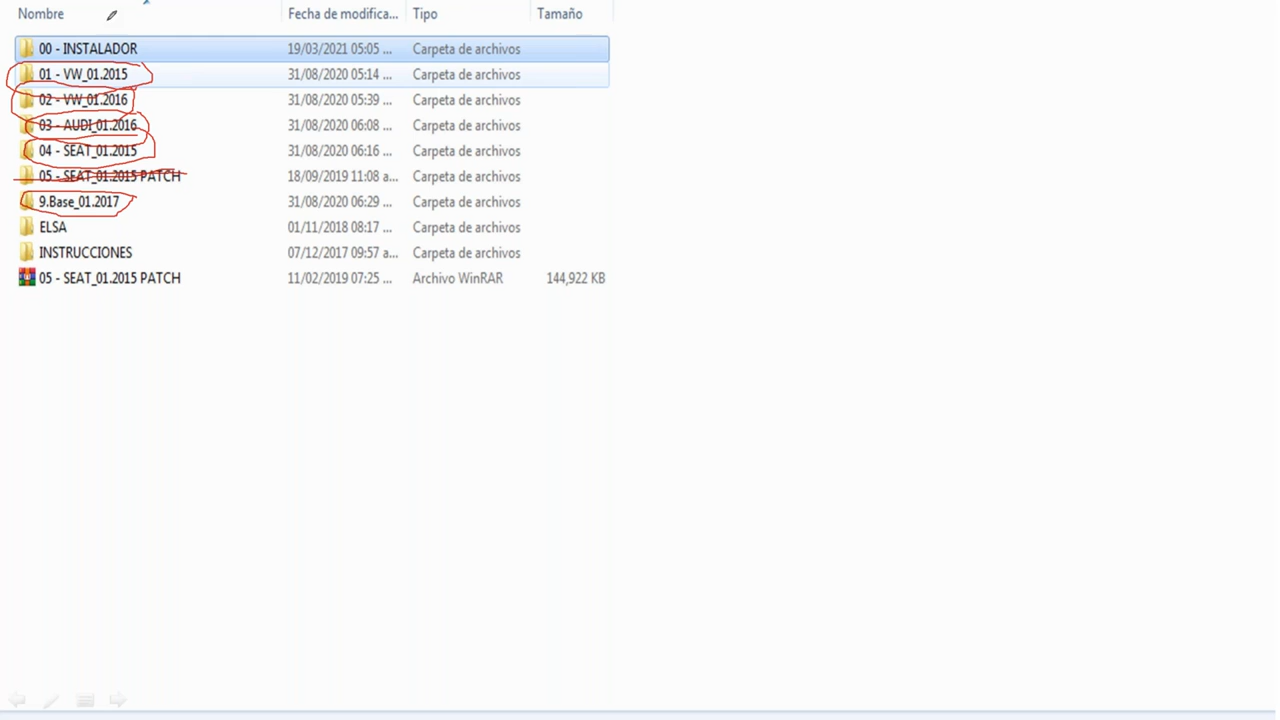 Nombre Fecha de modifica... Tipo Tamaño
00 - INSTALADOR 19/03/2021 05:05 ... Carpeta de archivos
01 - VW_01.2015 31/08/2020 05:14 ... Carpeta de archivos
02 - VW_01.2016 31/08/2020 05:39 ... Carpeta de archivos
03 - AUDI_01.2016 31/08/2020 06:08 ... Carpeta de archivos
04 - SEAT_01.2015 31/08/2020 06:16 ... Carpeta de archivos
05 - SEAT_01.2015 PATCH 18/09/2019 11:08 a... Carpeta de archivos
9.Base_01.2017 31/08/2020 06:29 ... Carpeta de archivos
ELSA 01/11/2018 08:17 ... Carpeta de archivos
INSTRUCCIONES 07/12/2017 09:57 a... Carpeta de archivos
05 - SEAT_01.2015 PATCH 11/02/2019 07:25 ... Archivo WinRAR 144,922 KB